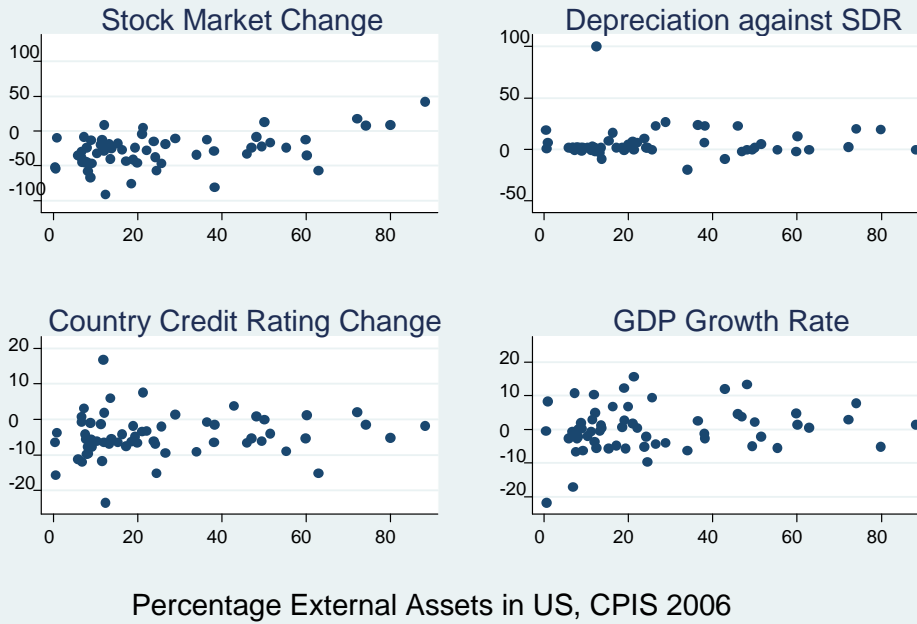 Stock Market Change
100
50
0
-50
-100
0 20 40 60 80
Depreciation against SDR
100
50
0
-50
0 20 40 60 80
Country Credit Rating Change
20
10
0
-10
-20
0 20 40 60 80
GDP Growth Rate
20
10
0
-10
-20
0 20 40 60 80
Percentage External Assets in US, CPIS 2006